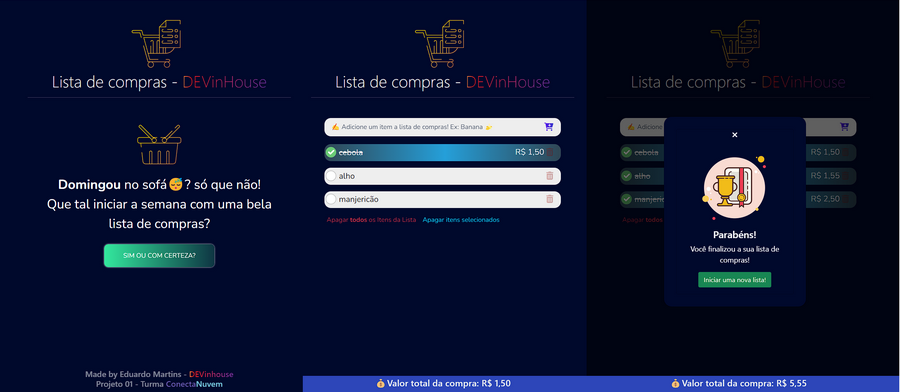 Lista de compras - DEVinHouse
Domingou no sofá😴? só que não!
Que tal iniciar a semana com uma bela
lista de compras?
SIM OU COM CERTEZA?
Made by Eduardo Martins - DEVinhouse
Projeto 01 - Turma ConectaNuvem
Lista de compras - DEVinHouse
Adicione um item a lista de compras! Ex: Banana
cebola
R$ 1,50
alho
manjericão
Apagar todos os Itens da Lista
Apagar itens selecionados
Valor total da compra: R$ 1,50
Lista de compras - DEVinHouse
Adicione
cebola
R$ 1,50
alho
R$ 1,55
manjeri
R$ 2,50
Apagar todos
×
Parabéns!
Você finalizou a sua lista de
compras!
Iniciar uma nova lista!
Valor total da compra: R$ 5,55